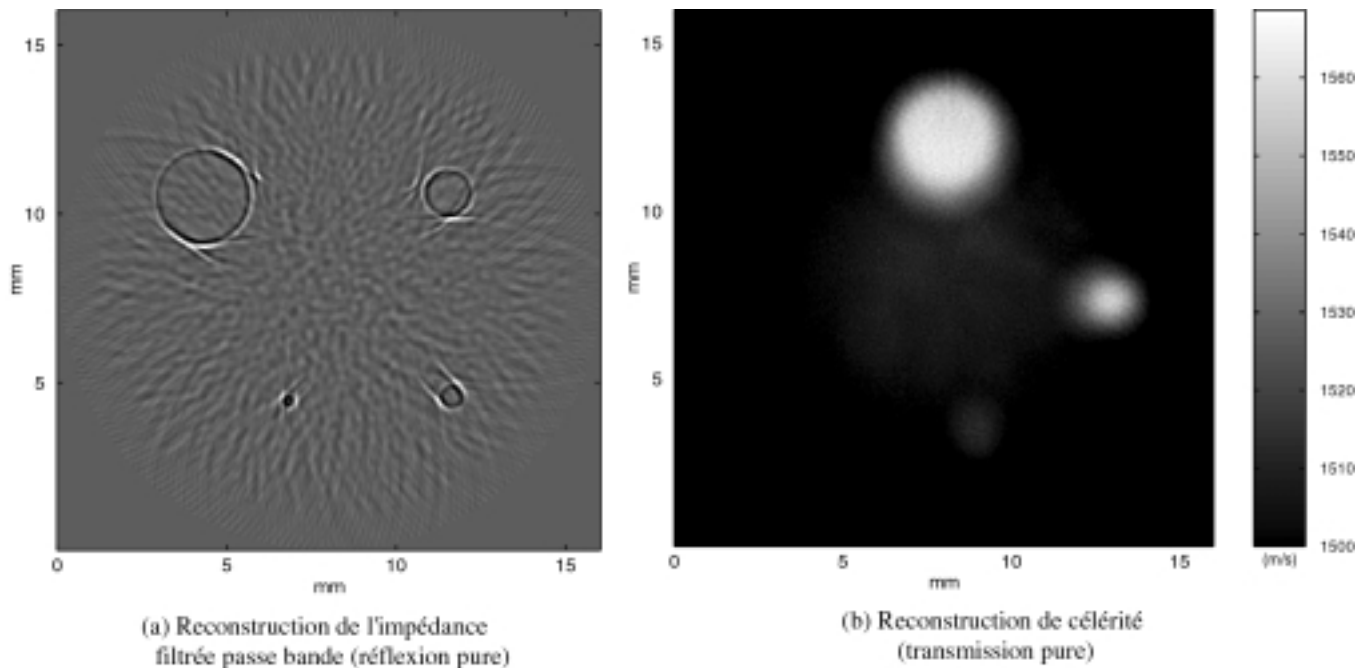 15
10
5
mm
0
5
10
15
mm
(a) Reconstruction de l'impédance
filtrée passe bande (réflexion pure)
15
10
5
mm
0
5
10
15
mm
(b) Reconstruction de célérité
(transmission pure)
1560
1550
1540
1530
1520
1510
1500
(m/s)